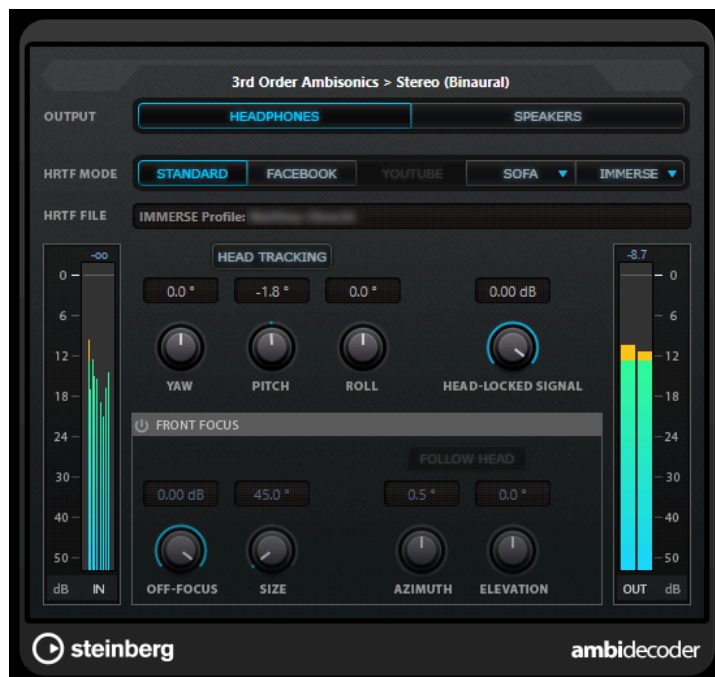 3rd Order Ambisonics > Stereo (Binaural)
OUTPUT HEADPHONES SPEAKERS
HRTF MODE STANDARD FACEBOOK YOUTUBE SOFA IMMERSE
HRTF FILE IMMERSE Profile:
-∞ HEAD TRACKING -8.7
0 0.0 ° -1.8 ° 0.0 ° 0.00 dB 0
6 6
12 12
YAW PITCH ROLL HEAD-LOCKED SIGNAL
18 18
FRONT FOCUS
24 24
FOLLOW HEAD
30 30
0.00 dB 45.0 ° 0.5 ° 0.0 °
40 40
50 50
dB IN OFF-FOCUS SIZE AZIMUTH ELEVATION OUT dB
steinberg ambidecoder